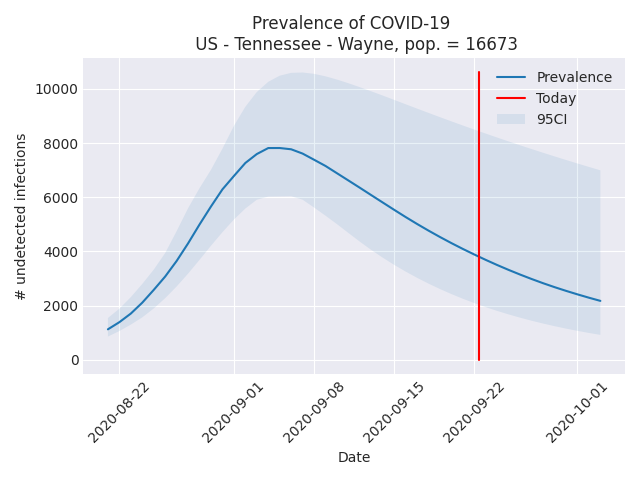 Prevalence of COVID-19
US - Tennessee - Wayne, pop. = 16673
Prevalence
Today
95CI
10000
8000
6000
4000
2000
0
# undetected infections
2020-08-22
2020-09-01
2020-09-08
2020-09-15
2020-09-22
2020-10-01
Date